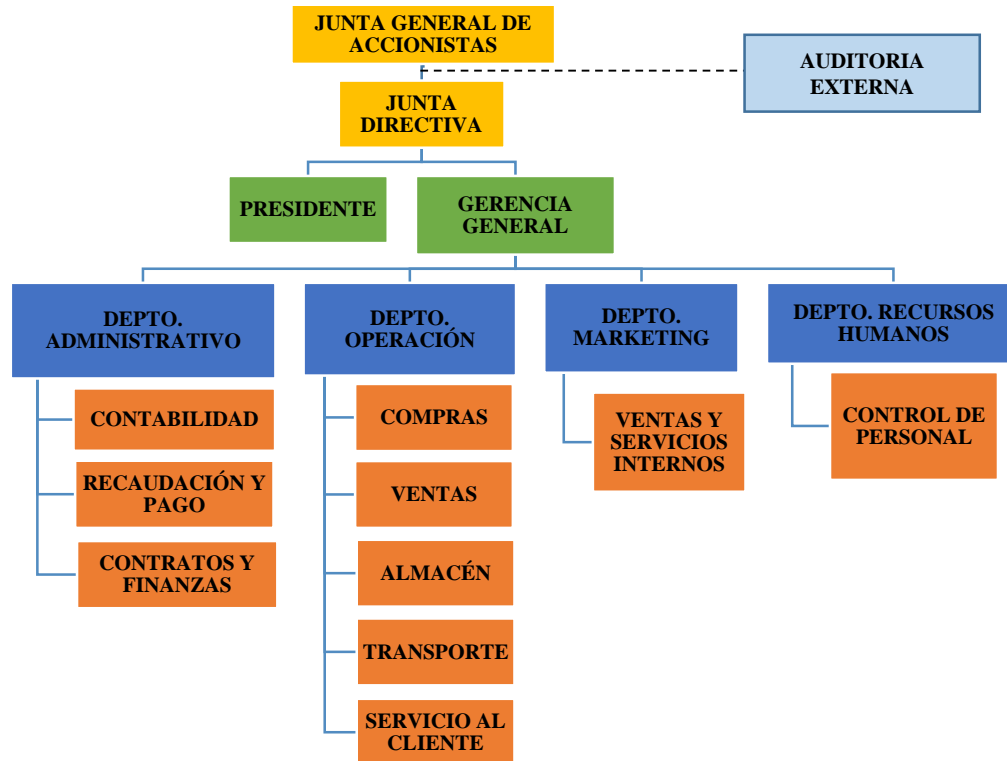 JUNTA GENERAL DE
ACCIONISTAS
AUDITORIA
EXTERNA
JUNTA
DIRECTIVA
PRESIDENTE
GERENCIA
GENERAL
DEPTO.
ADMINISTRATIVO
DEPTO.
OPERACIÓN
DEPTO.
MARKETING
DEPTO. RECURSOS
HUMANOS
CONTABILIDAD
RECAUDACIÓN Y
PAGO
CONTRATOS Y
FINANZAS
COMPRAS
VENTAS
ALMACÉN
TRANSPORTE
SERVICIO AL
CLIENTE
VENTAS Y
SERVICIOS
INTERNOS
CONTROL DE
PERSONAL